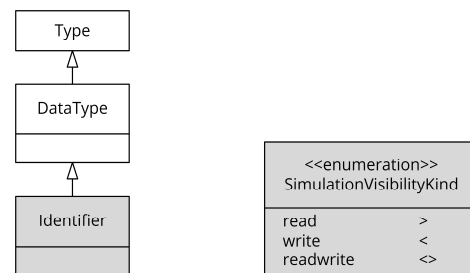 Type
DataType
Identifier
<<enumeration>>
SimulationVisibilityKind
read >
write <
readwrite <>